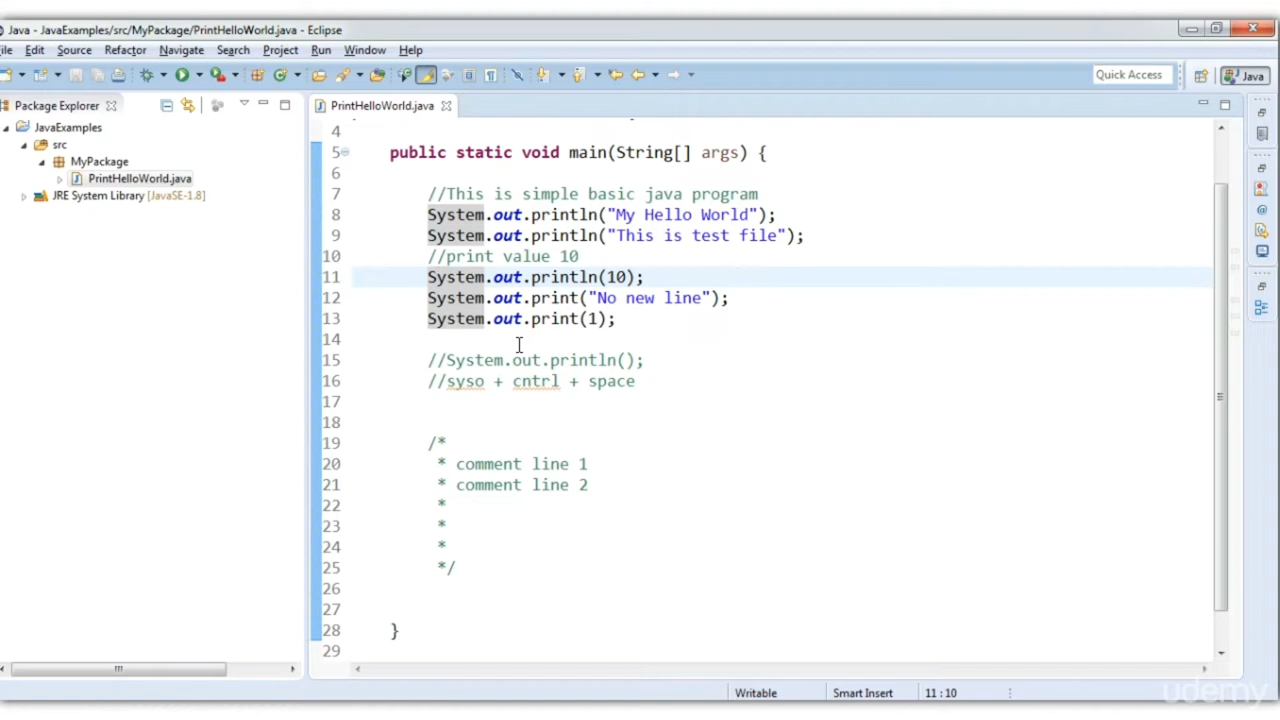 Java - JavaExamples/src/MyPackage/PrintHelloWorld.java - Eclipse
ile Edit Source Refactor Navigate Search Project Run Window Help
Quick Access
Java
Package Explorer
PrintHelloWorld.java
JavaExamples
src
MyPackage
PrintHelloWorld.java
JRE System Library [JavaSE-1.8]
4
5 public static void main(String[] args) {
6
7 //This is simple basic java program
8 System.out.println("My Hello World");
9 System.out.println("This is test file");
10 //print value 10
11 System.out.println(10);
12 System.out.print("No new line");
13 System.out.print(1);
14
15 //System.out.println();
16 //syso + cntrl + space
17
18
19 /*
20 * comment line 1
21 * comment line 2
22 *
23 *
24 *
25 */
26
27
28 }
29
Writable
Smart Insert
11 : 10
udemy